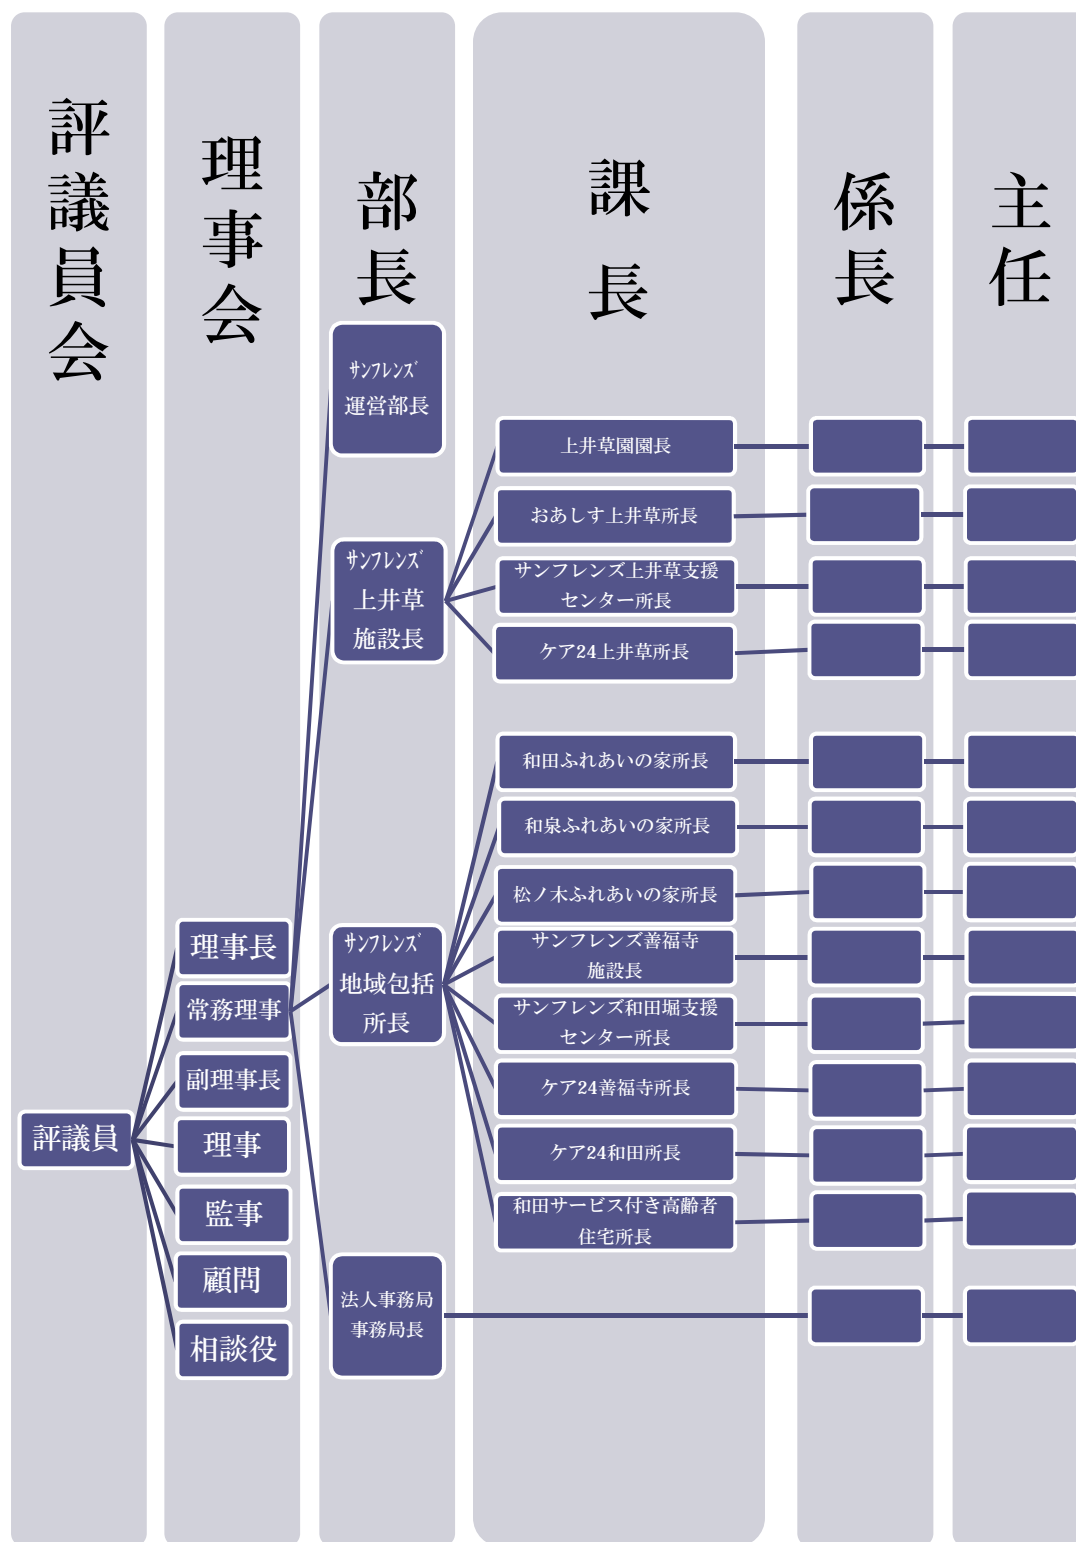 評議員会
理事会
部長
課長
係長
主任
評議員
理事長
常務理事
副理事長
理事
監事
顧問
相談役
ｻﾝﾌﾚﾝｽﾞ
運営部長
ｻﾝﾌﾚﾝｽﾞ
上井草
施設長
ｻﾝﾌﾚﾝｽﾞ
地域包括
所長
法人事務局
事務局長
上井草園園長
おあしす上井草所長
サンフレンズ上井草支援
センター所長
ケア24上井草所長
和田ふれあいの家所長
和泉ふれあいの家所長
松ノ木ふれあいの家所長
サンフレンズ善福寺
施設長
サンフレンズ和田堀支援
センター所長
ケア24善福寺所長
ケア24和田所長
和田サービス付き高齢者
住宅所長